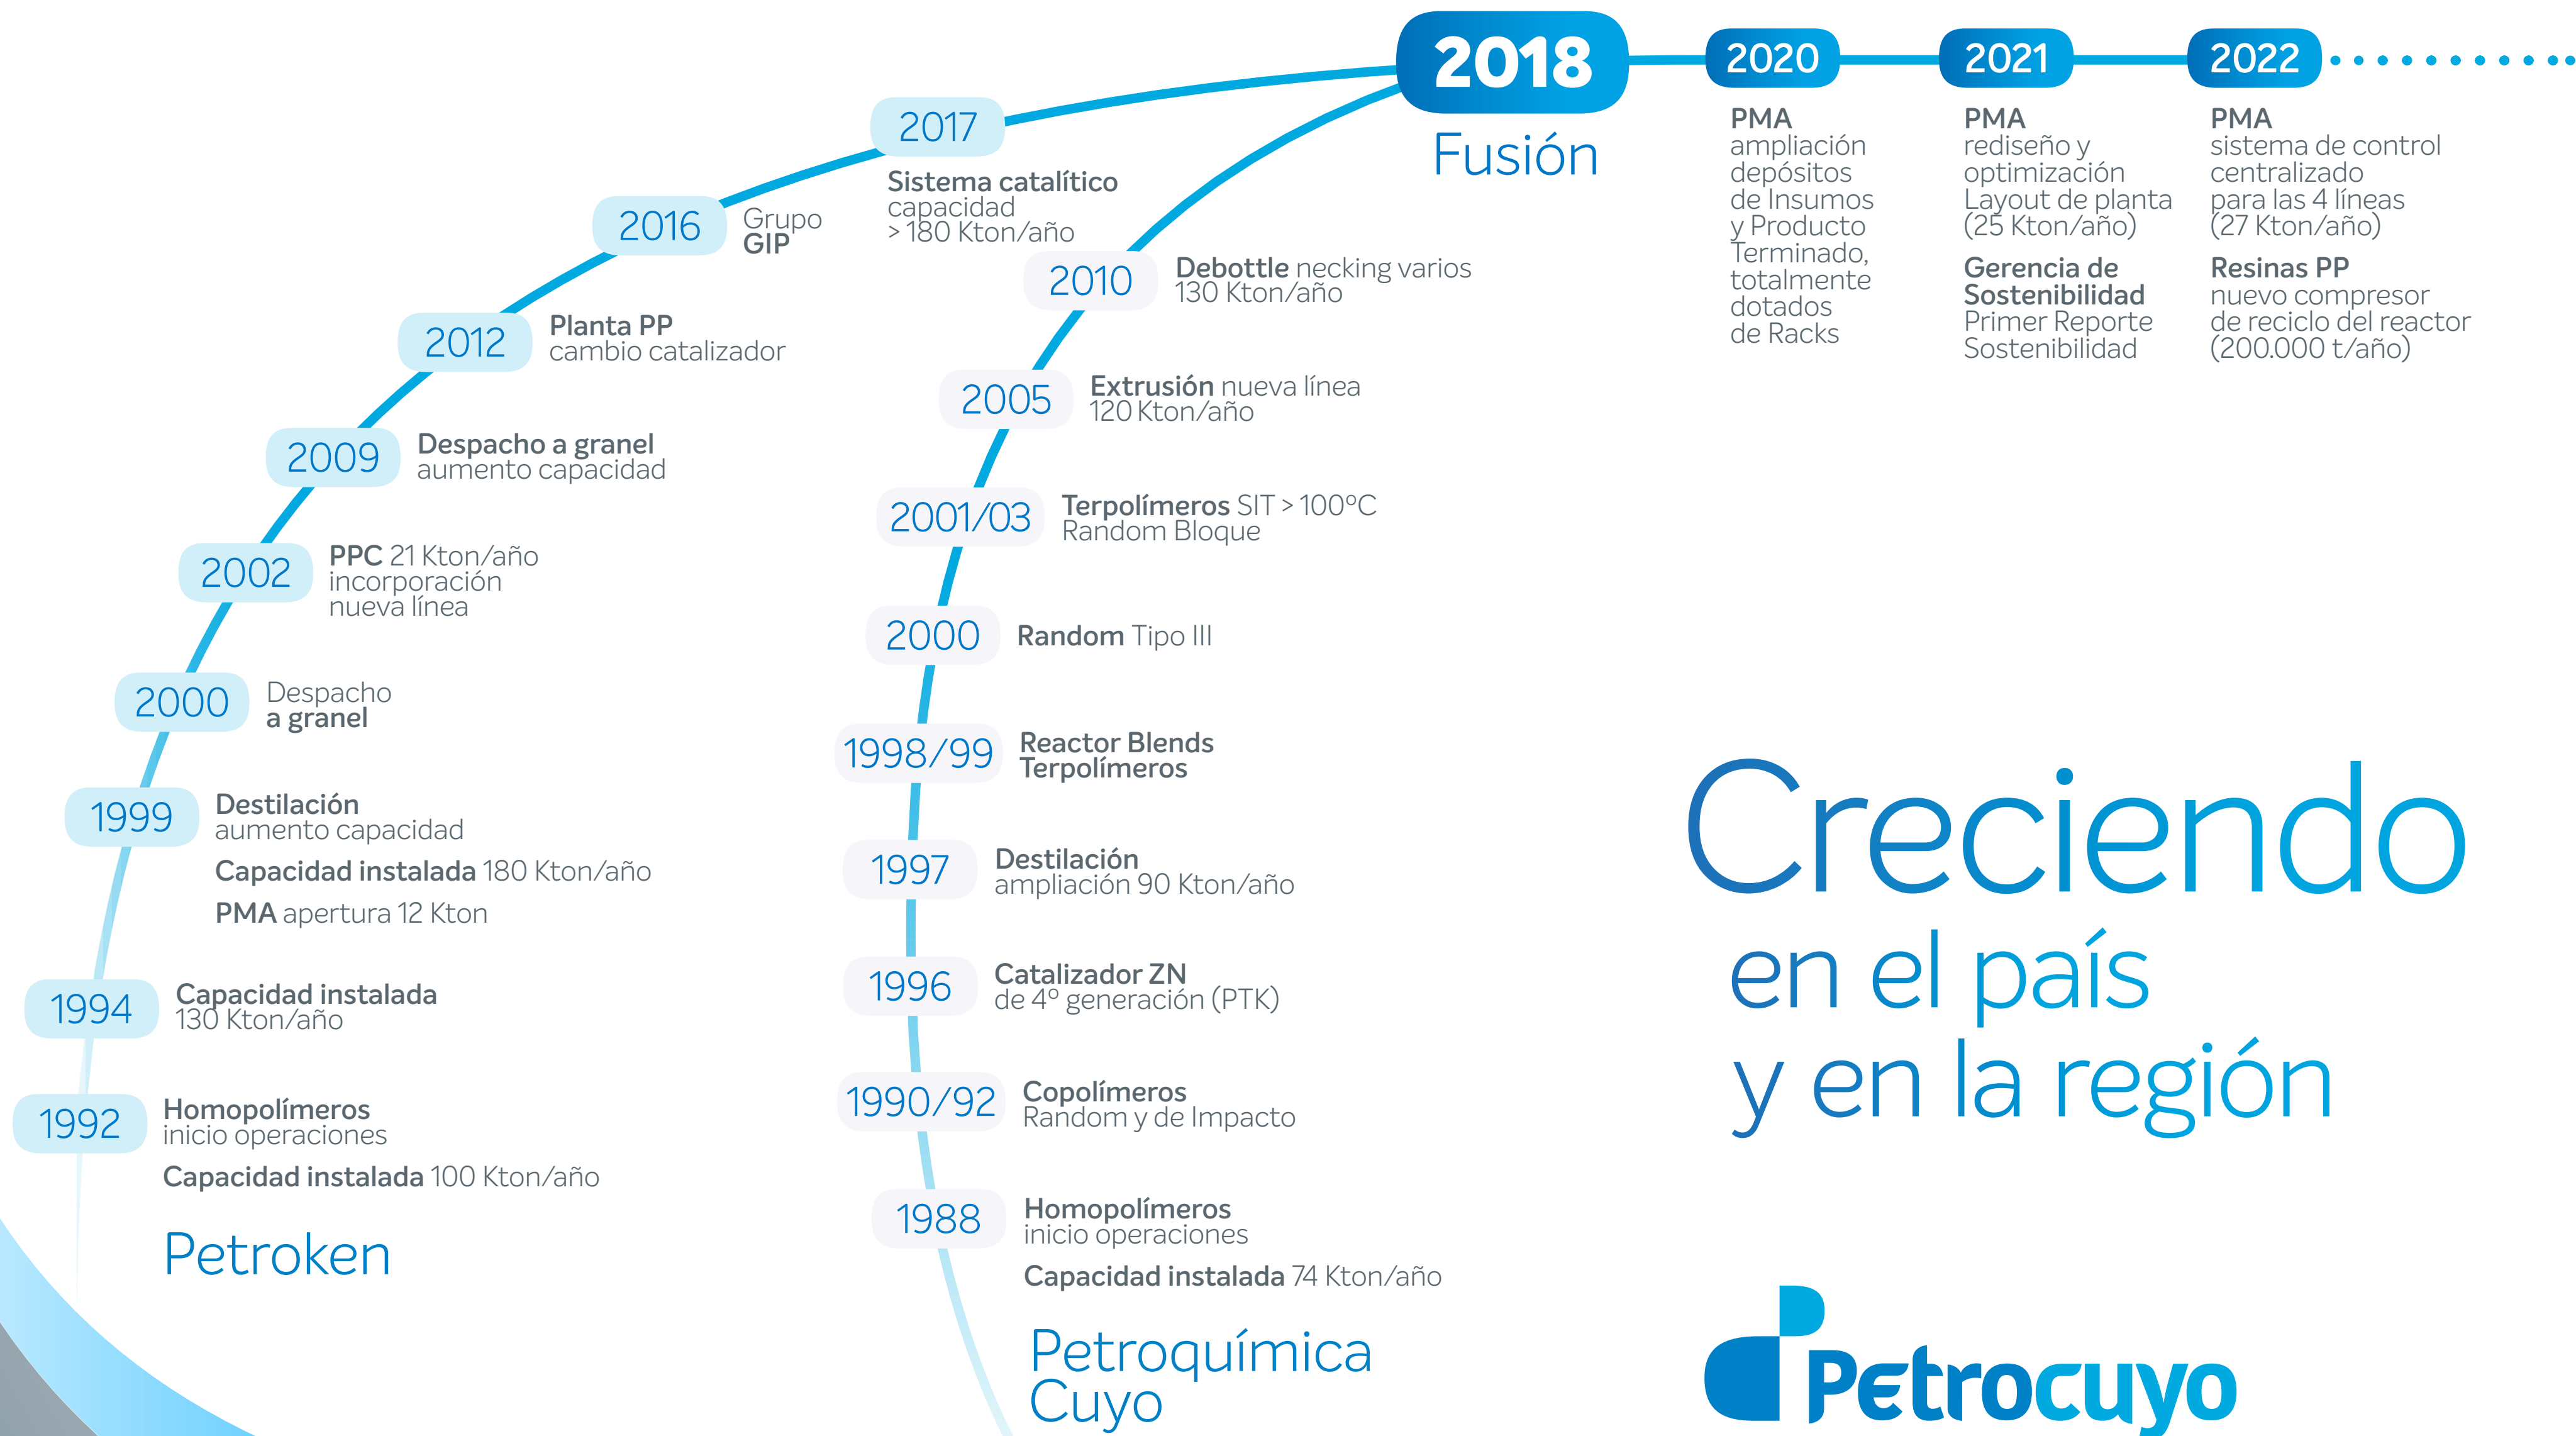 2018
Fusión
2020
PMA
ampliación
depósitos
de Insumos
y Producto
Terminado,
totalmente
dotados
de Racks
2021
PMA
rediseño y
optimización
Layout de planta
(25 Kton/año)
Gerencia de
Sostenibilidad
Primer Reporte
Sostenibilidad
2022
PMA
sistema de control
centralizado
para las 4 líneas
(27 Kton/año)
Resinas PP
nuevo compresor
de reciclo del reactor
(200.000 t/año)
2017
Sistema catalítico
capacidad
> 180 Kton/año
2016
Grupo
GIP
2012
Planta PP
cambio catalizador
2009
Despacho a granel
aumento capacidad
2002
PPC 21 Kton/año
incorporación
nueva línea
2000
Despacho
a granel
1999
Destilación
aumento capacidad
Capacidad instalada 180 Kton/año
PMA apertura 12 Kton
1994
Capacidad instalada
130 Kton/año
1992
Homopolímeros
inicio operaciones
Capacidad instalada 100 Kton/año
Petroken
2010
Debottle necking varios
130 Kton/año
2005
Extrusión nueva línea
120 Kton/año
2001/03
Terpolímeros SIT > 100ºC
Random Bloque
2000
Random Tipo III
1998/99
Reactor Blends
Terpolímeros
1997
Destilación
ampliación 90 Kton/año
1996
Catalizador ZN
de 4º generación (PTK)
1990/92
Copolímeros
Random y de Impacto
1988
Homopolímeros
inicio operaciones
Capacidad instalada 74 Kton/año
Petroquímica
Cuyo
Creciendo
en el país
y en la región
Petrocuyo